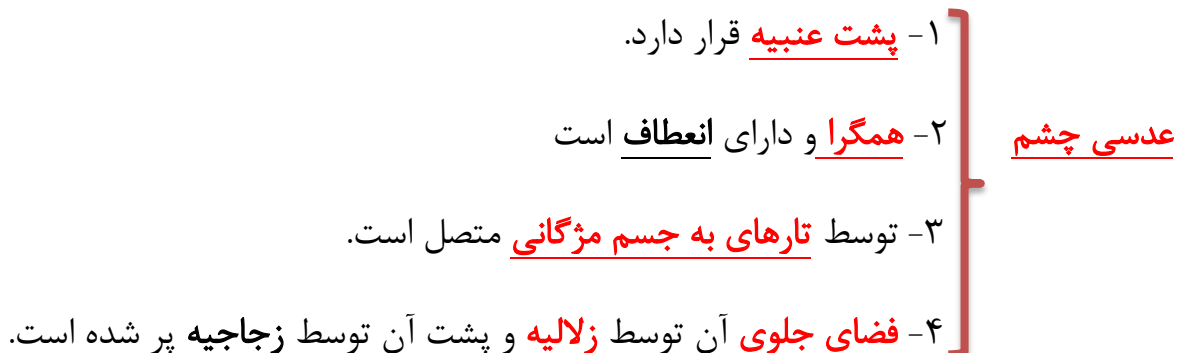 عدسی چشم
۱- پشت عنبیه قرار دارد.
۲- همگرا و دارای انعطاف است
۳- توسط تارهای به جسم مژگانی متصل است.
۴- فضای جلوی آن توسط زلالیه و پشت آن توسط زجاجیه پر شده است.